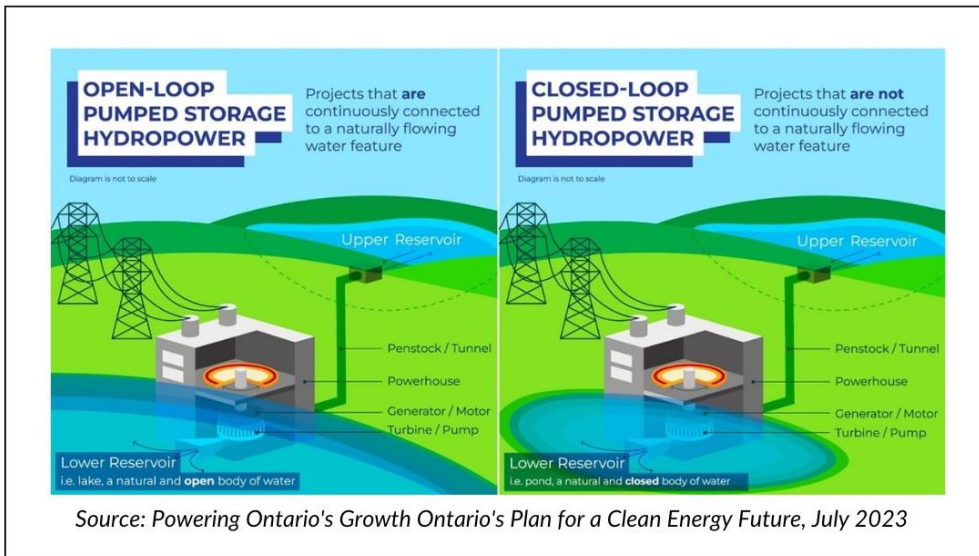 OPEN-LOOP
PUMPED STORAGE
HYDROPOWER
Projects that are
continuously connected
to a naturally flowing
water feature
Diagram is not to scale
Upper Reservoir
Penstock / Tunnel
Powerhouse
Generator / Motor
Turbine / Pump
Lower Reservoir
i.e. lake, a natural and open body of water
CLOSED-LOOP
PUMPED STORAGE
HYDROPOWER
Projects that are not
continuously connected
to a naturally flowing
water feature
Diagram is not to scale
Upper Reservoir
Penstock / Tunnel
Powerhouse
Generator / Motor
Turbine / Pump
Lower Reservoir
i.e. pond, a natural and closed body of water
Source: Powering Ontario's Growth Ontario's Plan for a Clean Energy Future, July 2023